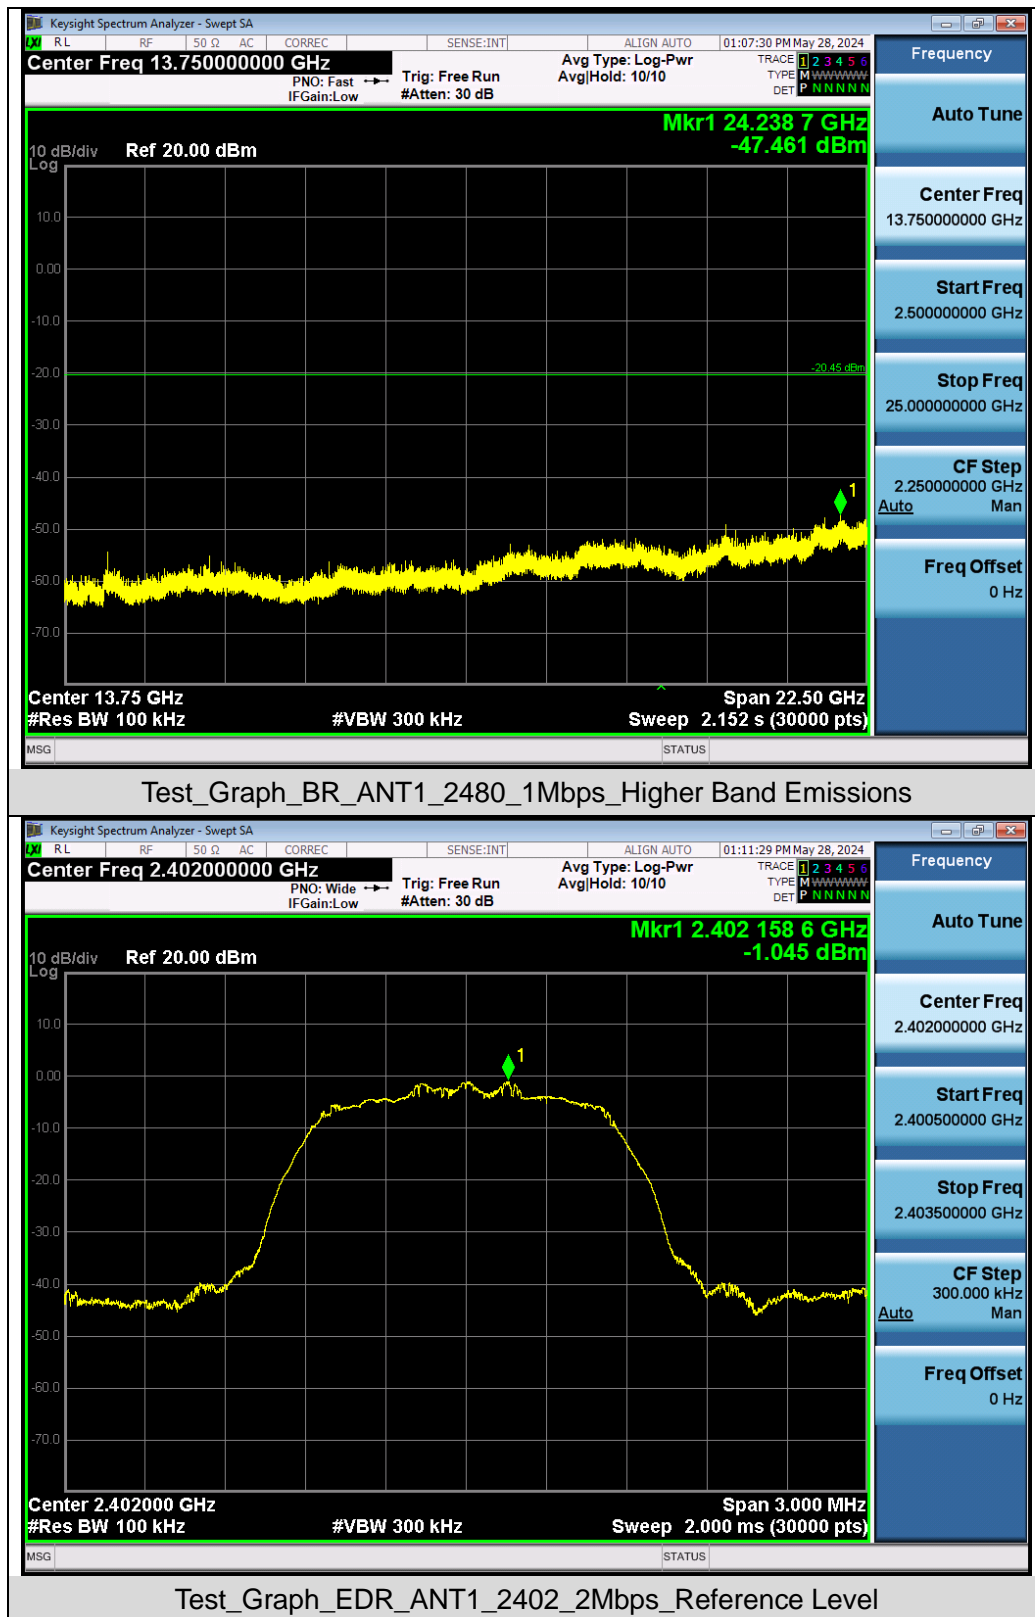 Keysight Spectrum Analyzer - Swept SA
LXI RL RF 50 Ω AC CORREC SENSE:INT ALIGN AUTO 01:07:30 PM May 28, 2024
Center Freq 13.750000000 GHz
PNO: Fast
IFGain:Low
Trig: Free Run
#Atten: 30 dB
Avg Type: Log-Pwr
Avg|Hold: 10/10
TRACE 1 2 3 4 5 6
TYPE M WWWWW
DET P N N N N N
Mkr1 24.238 7 GHz
-47.461 dBm
10 dB/div Ref 20.00 dBm
Log
10.0
0.00
-10.0
-20.0
-20.45 dBm
-30.0
-40.0
1
-50.0
-60.0
-70.0
Center 13.75 GHz Span 22.50 GHz
#Res BW 100 kHz #VBW 300 kHz Sweep 2.152 s (30000 pts)
MSG STATUS
Frequency
Auto Tune
Center Freq
13.750000000 GHz
Start Freq
2.500000000 GHz
Stop Freq
25.000000000 GHz
CF Step
2.250000000 GHz
Auto Man
Freq Offset
0 Hz
Test_Graph_BR_ANT1_2480_1Mbps_Higher Band Emissions
Keysight Spectrum Analyzer - Swept SA
LXI RL RF 50 Ω AC CORREC SENSE:INT ALIGN AUTO 01:11:29 PM May 28, 2024
Center Freq 2.402000000 GHz
PNO: Wide
IFGain:Low
Trig: Free Run
#Atten: 30 dB
Avg Type: Log-Pwr
Avg|Hold: 10/10
TRACE 1 2 3 4 5 6
TYPE M WWWWW
DET P N N N N N
Mkr1 2.402 158 6 GHz
-1.045 dBm
10 dB/div Ref 20.00 dBm
Log
10.0
0.00
1
-10.0
-20.0
-30.0
-40.0
-50.0
-60.0
-70.0
Center 2.402000 GHz Span 3.000 MHz
#Res BW 100 kHz #VBW 300 kHz Sweep 2.000 ms (30000 pts)
MSG STATUS
Frequency
Auto Tune
Center Freq
2.402000000 GHz
Start Freq
2.400500000 GHz
Stop Freq
2.403500000 GHz
CF Step
300.000 kHz
Auto Man
Freq Offset
0 Hz
Test_Graph_EDR_ANT1_2402_2Mbps_Reference Level